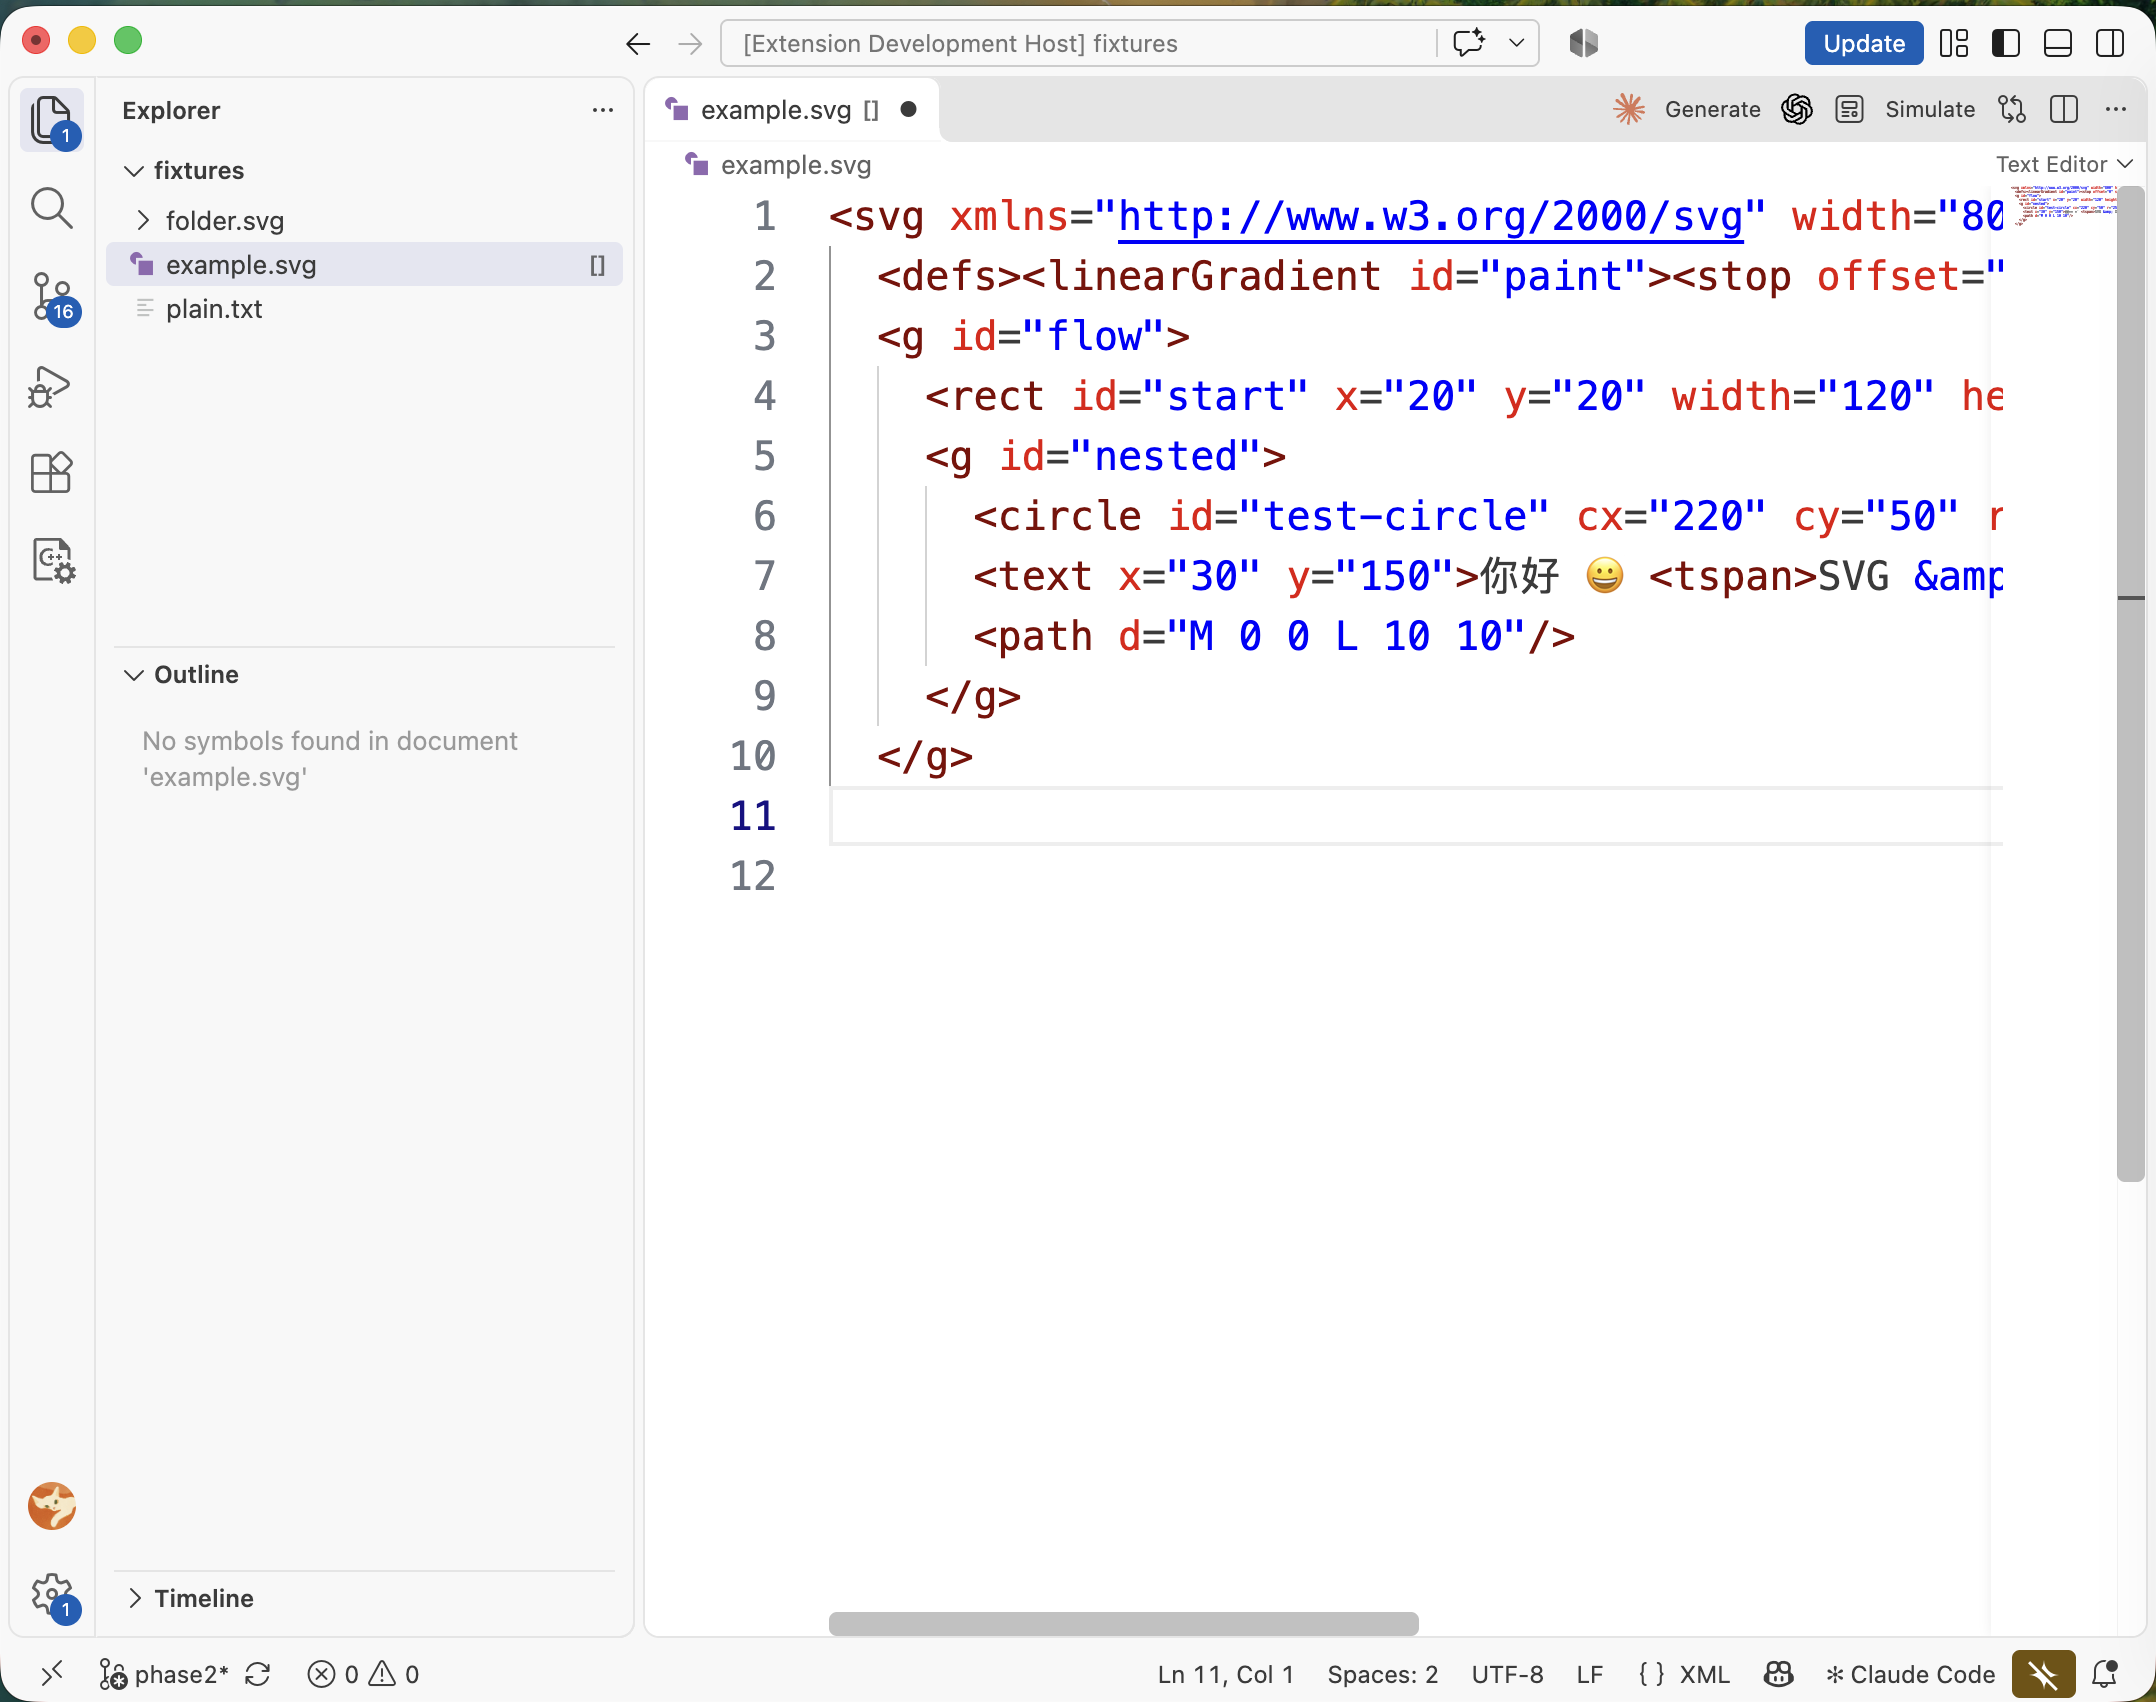 [Extension Development Host] fixtures
Update
Explorer
1
fixtures
folder.svg
example.svg []
plain.txt
16
Outline
No symbols found in document
'example.svg'
Timeline
1
example.svg []
Generate
Simulate
example.svg
Text Editor
1 <svg xmlns="http://www.w3.org/2000/svg" width="80
2 <defs><linearGradient id="paint"><stop offset="
3 <g id="flow">
4 <rect id="start" x="20" y="20" width="120" he
5 <g id="nested">
6 <circle id="test-circle" cx="220" cy="50" r
7 <text x="30" y="150">你好 😀 <tspan>SVG &amp
8 <path d="M 0 0 L 10 10"/>
9 </g>
10 </g>
11
12
phase2* 0 0 Ln 11, Col 1 Spaces: 2 UTF-8 LF {} XML Claude Code